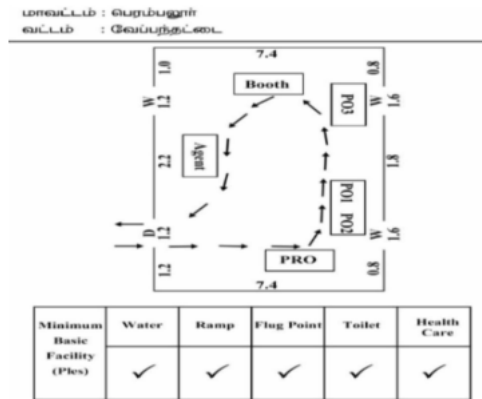 மாவட்டம் : பெரம்பலூர்
வட்டம் : வேப்பந்தட்டை
7.4
1.0
0.8
Booth
W
1.2
PO3
W
1.6
2.2
Agent
1.8
PO1
PO2
D
1.2
W
1.6
PRO
1.2
0.8
7.4
Minimum Basic Facility (Ples)
Water
Ramp
Flug Point
Toilet
Health Care
✓ ✓ ✓ ✓ ✓